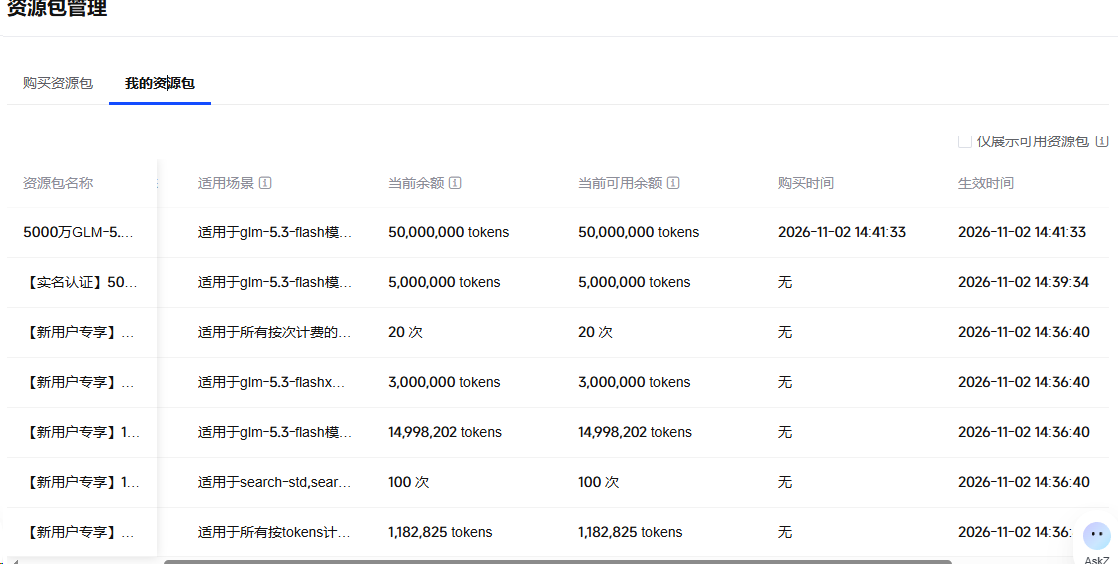 资源包管理
购买资源包 我的资源包
仅展示可用资源包
资源包名称 适用场景 当前余额 当前可用余额 购买时间 生效时间
5000万GLM-5.... 适用于glm-5.3-flash模... 50,000,000 tokens 50,000,000 tokens 2026-11-02 14:41:33 2026-11-02 14:41:33
【实名认证】50... 适用于glm-5.3-flash模... 5,000,000 tokens 5,000,000 tokens 无 2026-11-02 14:39:34
【新用户专享】... 适用于所有按次计费的... 20 次 20 次 无 2026-11-02 14:36:40
【新用户专享】... 适用于glm-5.3-flashx... 3,000,000 tokens 3,000,000 tokens 无 2026-11-02 14:36:40
【新用户专享】1... 适用于glm-5.3-flash模... 14,998,202 tokens 14,998,202 tokens 无 2026-11-02 14:36:40
【新用户专享】1... 适用于search-std,sear... 100 次 100 次 无 2026-11-02 14:36:40
【新用户专享】... 适用于所有按tokens计... 1,182,825 tokens 1,182,825 tokens 无 2026-11-02 14:36:
AskZ